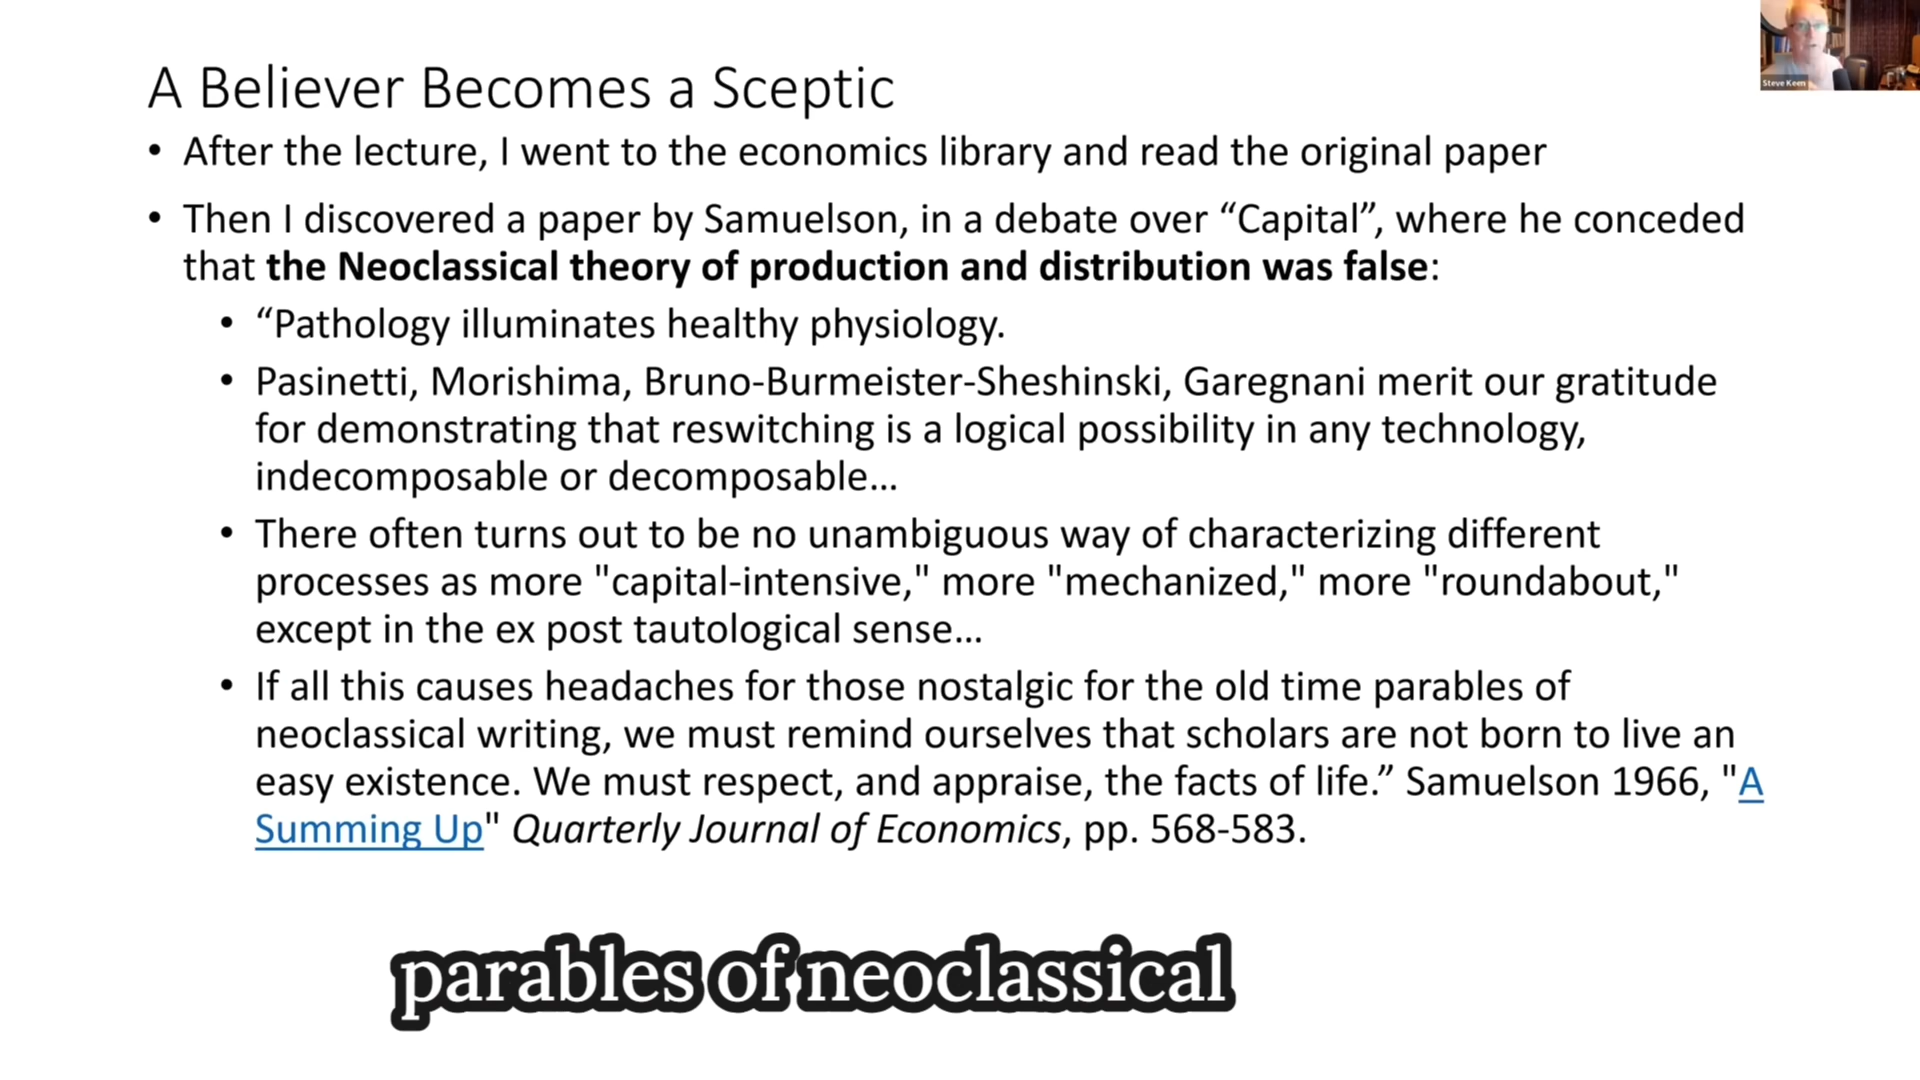 Steve Keen
A Believer Becomes a Sceptic
• After the lecture, I went to the economics library and read the original paper
• Then I discovered a paper by Samuelson, in a debate over “Capital”, where he conceded
that the Neoclassical theory of production and distribution was false:
• “Pathology illuminates healthy physiology.
• Pasinetti, Morishima, Bruno-Burmeister-Sheshinski, Garegnani merit our gratitude
for demonstrating that reswitching is a logical possibility in any technology,
indecomposable or decomposable…
• There often turns out to be no unambiguous way of characterizing different
processes as more "capital-intensive," more "mechanized," more "roundabout,"
except in the ex post tautological sense…
• If all this causes headaches for those nostalgic for the old time parables of
neoclassical writing, we must remind ourselves that scholars are not born to live an
easy existence. We must respect, and appraise, the facts of life.” Samuelson 1966, "A
Summing Up" Quarterly Journal of Economics, pp. 568-583.
parables of neoclassical